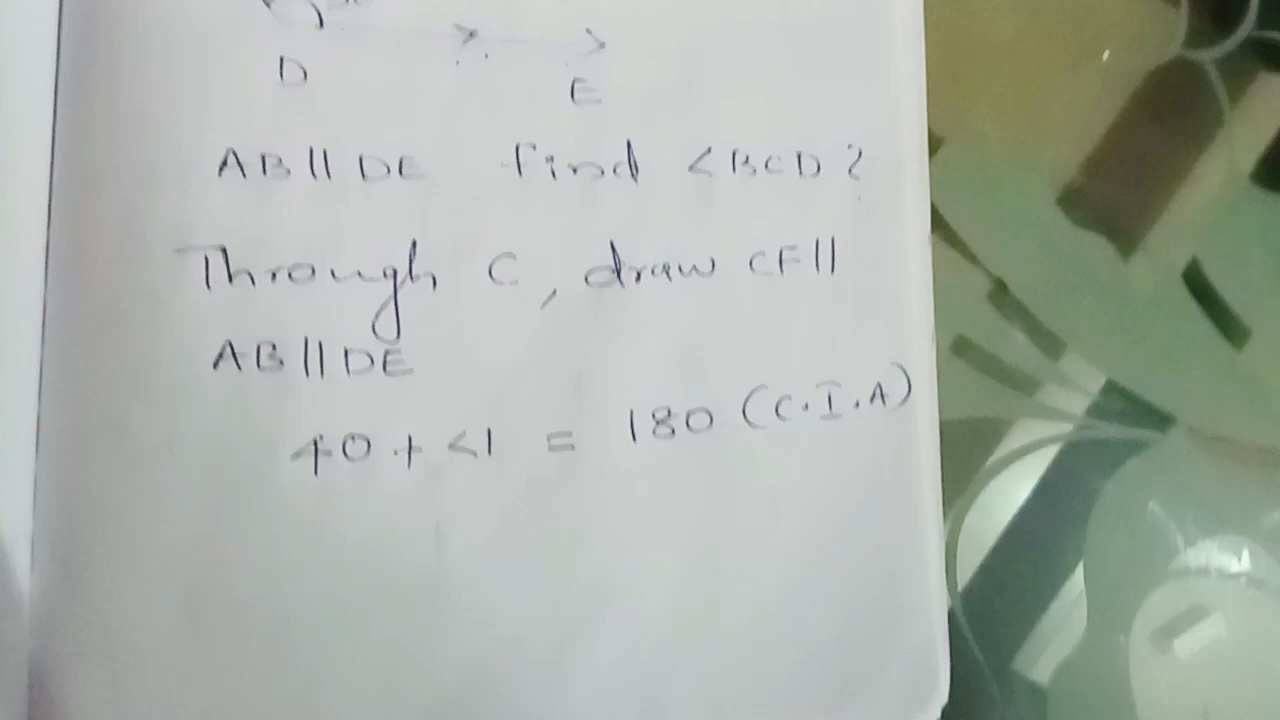 D
E
AB || DE find <BCD?
Through C, draw CF ||
AB || DE
40 + <1 = 180 (C.I.A)